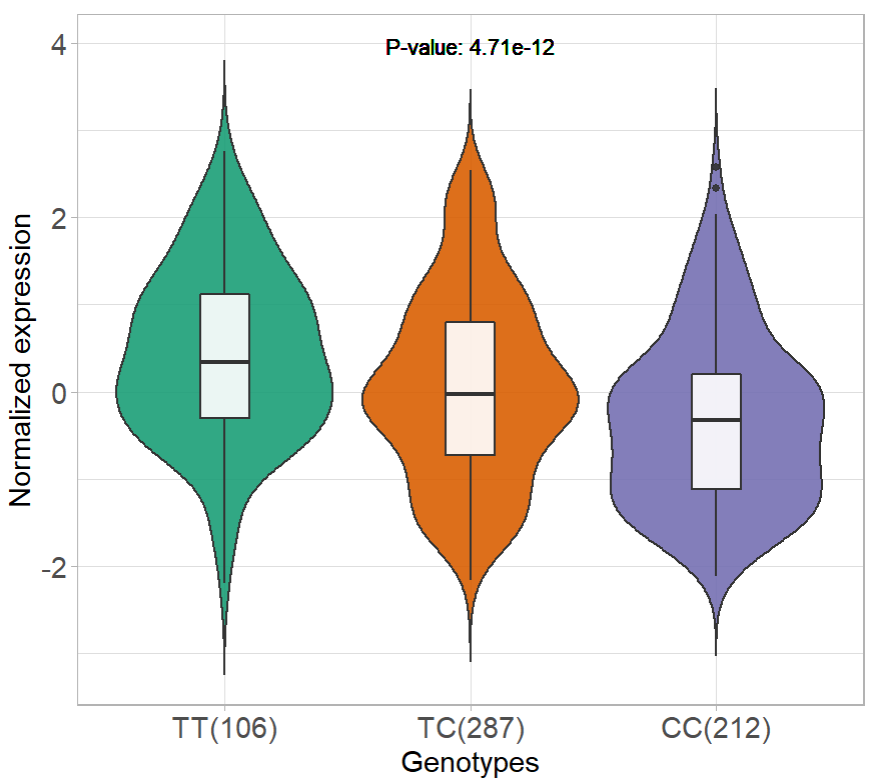 P-value: 4.71e-12
4
2
0
-2
Normalized expression
TT(106) TC(287) CC(212)
Genotypes